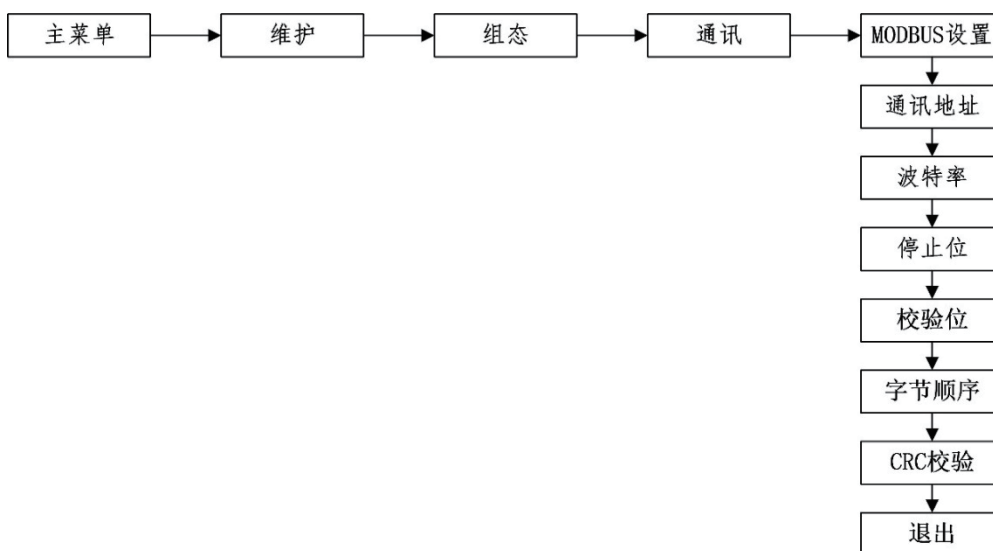 主菜单
维护
组态
通讯
MODBUS设置
通讯地址
波特率
停止位
校验位
字节顺序
CRC校验
退出